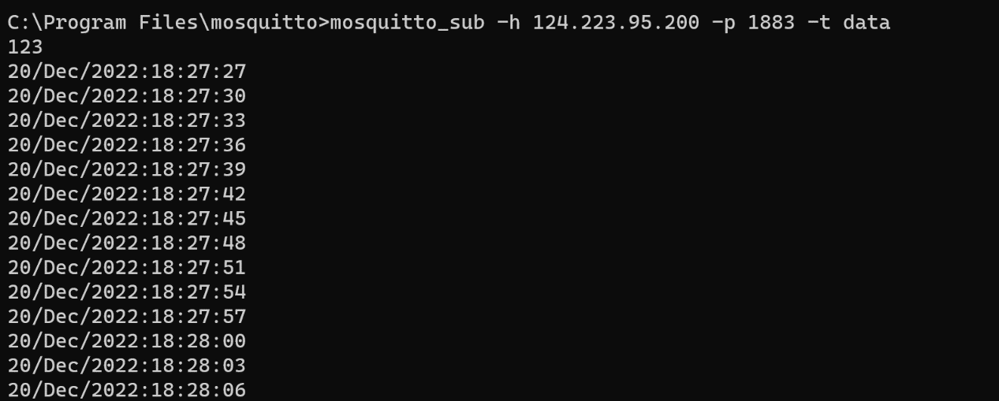 C:\Program Files\mosquitto>mosquitto_sub -h 124.223.95.200 -p 1883 -t data
123
20/Dec/2022:18:27:27
20/Dec/2022:18:27:30
20/Dec/2022:18:27:33
20/Dec/2022:18:27:36
20/Dec/2022:18:27:39
20/Dec/2022:18:27:42
20/Dec/2022:18:27:45
20/Dec/2022:18:27:48
20/Dec/2022:18:27:51
20/Dec/2022:18:27:54
20/Dec/2022:18:27:57
20/Dec/2022:18:28:00
20/Dec/2022:18:28:03
20/Dec/2022:18:28:06